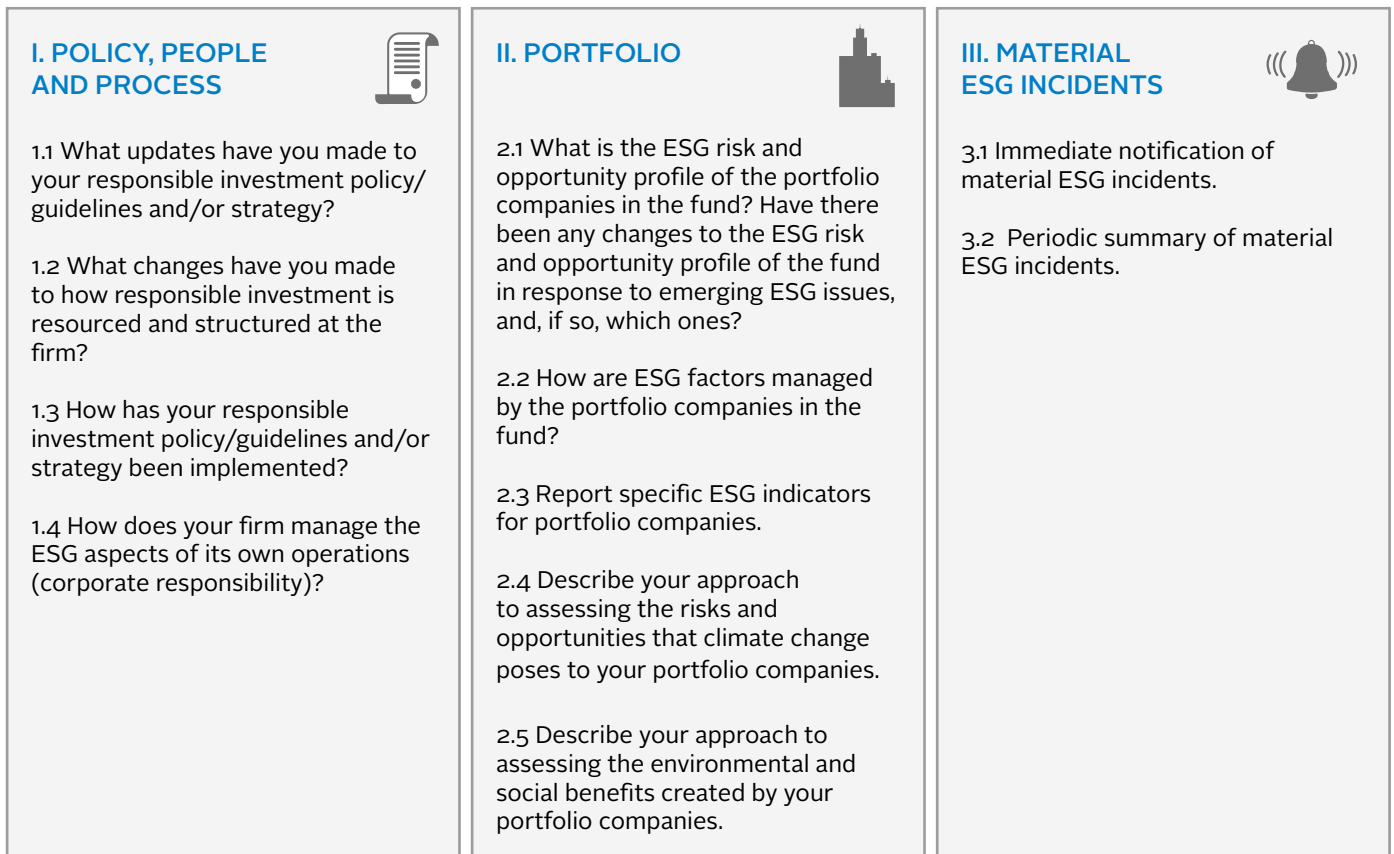 I. POLICY, PEOPLE
AND PROCESS
1.1 What updates have you made to
your responsible investment policy/
guidelines and/or strategy?
1.2 What changes have you made
to how responsible investment is
resourced and structured at the
firm?
1.3 How has your responsible
investment policy/guidelines and/or
strategy been implemented?
1.4 How does your firm manage the
ESG aspects of its own operations
(corporate responsibility)?
II. PORTFOLIO
2.1 What is the ESG risk and
opportunity profile of the portfolio
companies in the fund? Have there
been any changes to the ESG risk
and opportunity profile of the fund
in response to emerging ESG issues,
and, if so, which ones?
2.2 How are ESG factors managed
by the portfolio companies in the
fund?
2.3 Report specific ESG indicators
for portfolio companies.
2.4 Describe your approach
to assessing the risks and
opportunities that climate change
poses to your portfolio companies.
2.5 Describe your approach to
assessing the environmental and
social benefits created by your
portfolio companies.
III. MATERIAL
ESG INCIDENTS
3.1 Immediate notification of
material ESG incidents.
3.2 Periodic summary of material
ESG incidents.